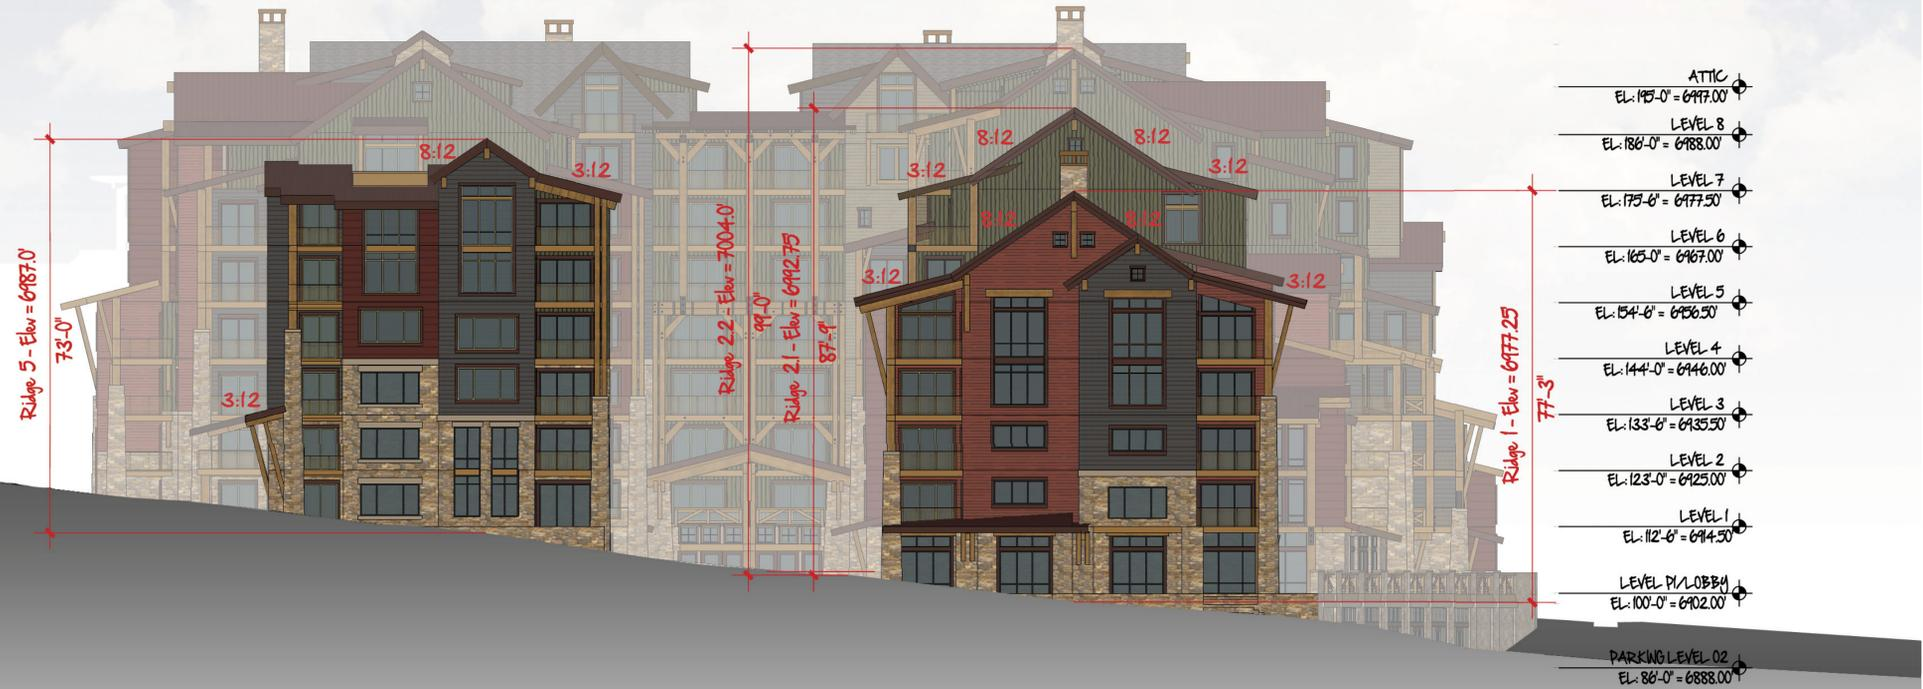 Ridge 5 - Elev = 6987.0'
73'-0"
3:12
8:12
3:12
Ridge 2.2 - Elev = 7004.0'
99'-0"
Ridge 2.1 - Elev = 6992.75
87'-9"
8:12
8:12
3:12
3:12
8:12
8:12
3:12
3:12
Ridge 1 - Elev = 6977.25
77'-3"
ATTIC
EL: 195'-0" = 6997.00'
LEVEL 8
EL: 186'-0" = 6988.00'
LEVEL 7
EL: 175'-6" = 6977.50'
LEVEL 6
EL: 165'-0" = 6967.00'
LEVEL 5
EL: 154'-6" = 6956.50'
LEVEL 4
EL: 144'-0" = 6946.00'
LEVEL 3
EL: 133'-6" = 6935.50'
LEVEL 2
EL: 123'-0" = 6925.00'
LEVEL 1
EL: 112'-6" = 6914.50'
LEVEL P1/LOBBY
EL: 100'-0" = 6902.00'
PARKING LEVEL 02
EL: 86'-0" = 6888.00'